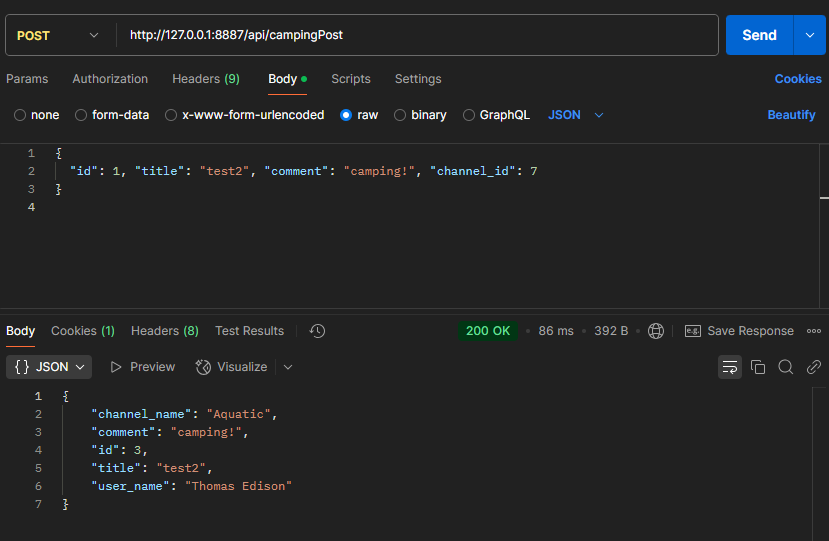 POST http://127.0.0.1:8887/api/campingPost Send
Params Authorization Headers (9) Body Scripts Settings Cookies
none form-data x-www-form-urlencoded raw binary GraphQL JSON Beautify
1 {
2 "id": 1, "title": "test2", "comment": "camping!", "channel_id": 7
3 }
4
Body Cookies (1) Headers (8) Test Results 200 OK • 86 ms • 392 B • e.g. Save Response
{} JSON Preview Visualize
1 {
2 "channel_name": "Aquatic",
3 "comment": "camping!",
4 "id": 3,
5 "title": "test2",
6 "user_name": "Thomas Edison"
7 }